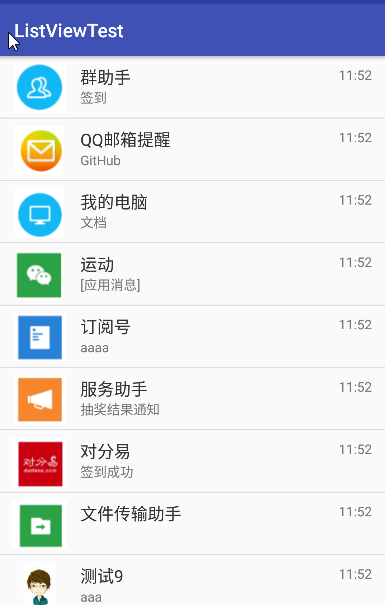 ListViewTest
群助手 11:52
签到
QQ邮箱提醒 11:52
GitHub
我的电脑 11:52
文档
运动 11:52
[应用消息]
订阅号 11:52
aaaa
服务助手 11:52
抽奖结果通知
对分易
对分易 11:52
签到成功
文件传输助手 11:52
测试9 11:52
aaa